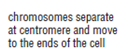 chromosomes separate
at centromere and move
to the ends of the cell